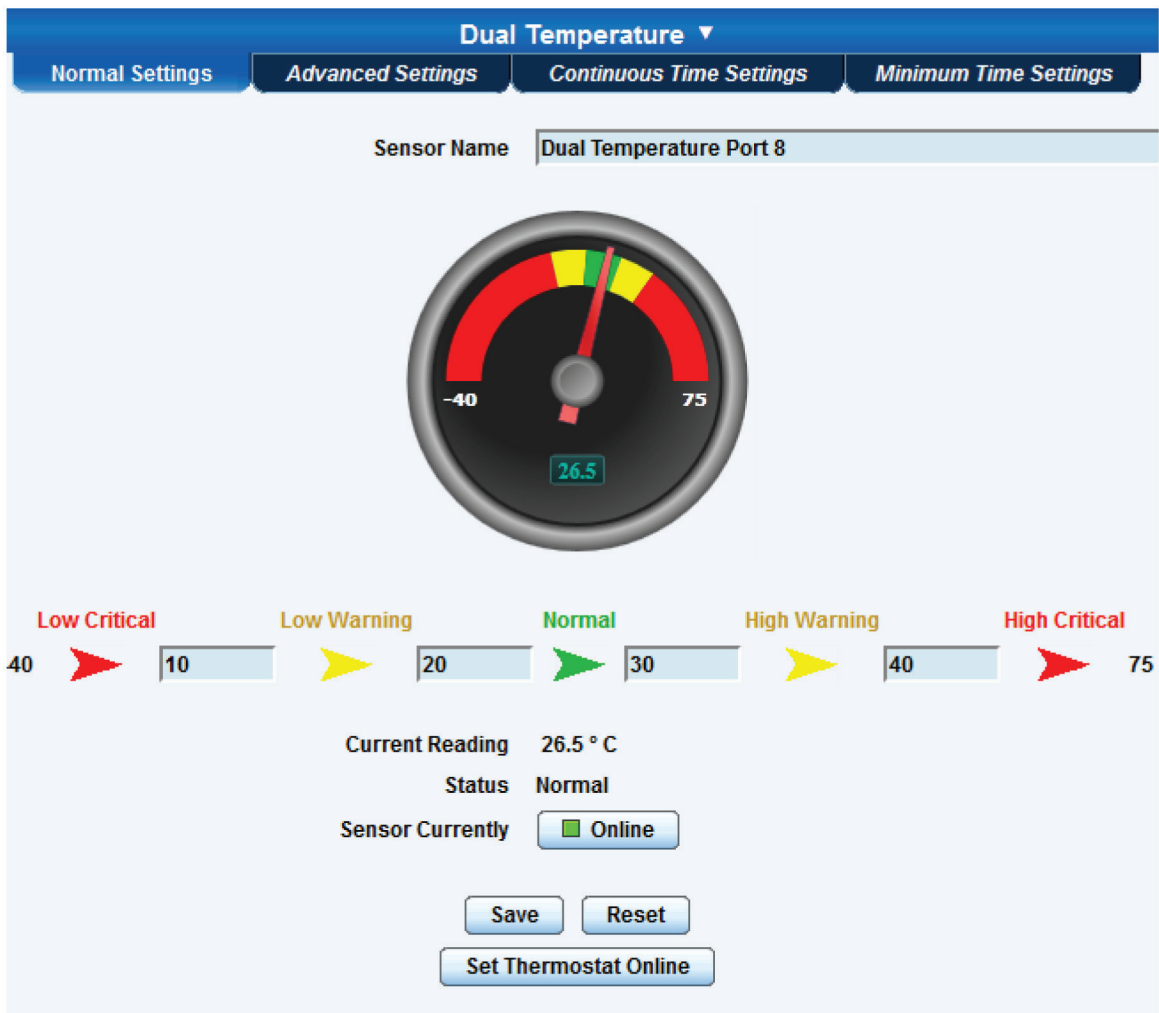 Dual Temperature ▼
Normal Settings Advanced Settings Continuous Time Settings Minimum Time Settings
Sensor Name Dual Temperature Port 8
-40 75
26.5
Low Critical Low Warning Normal High Warning High Critical
40 10 20 30 40 75
Current Reading 26.5 ° C
Status Normal
Sensor Currently Online
Save Reset
Set Thermostat Online